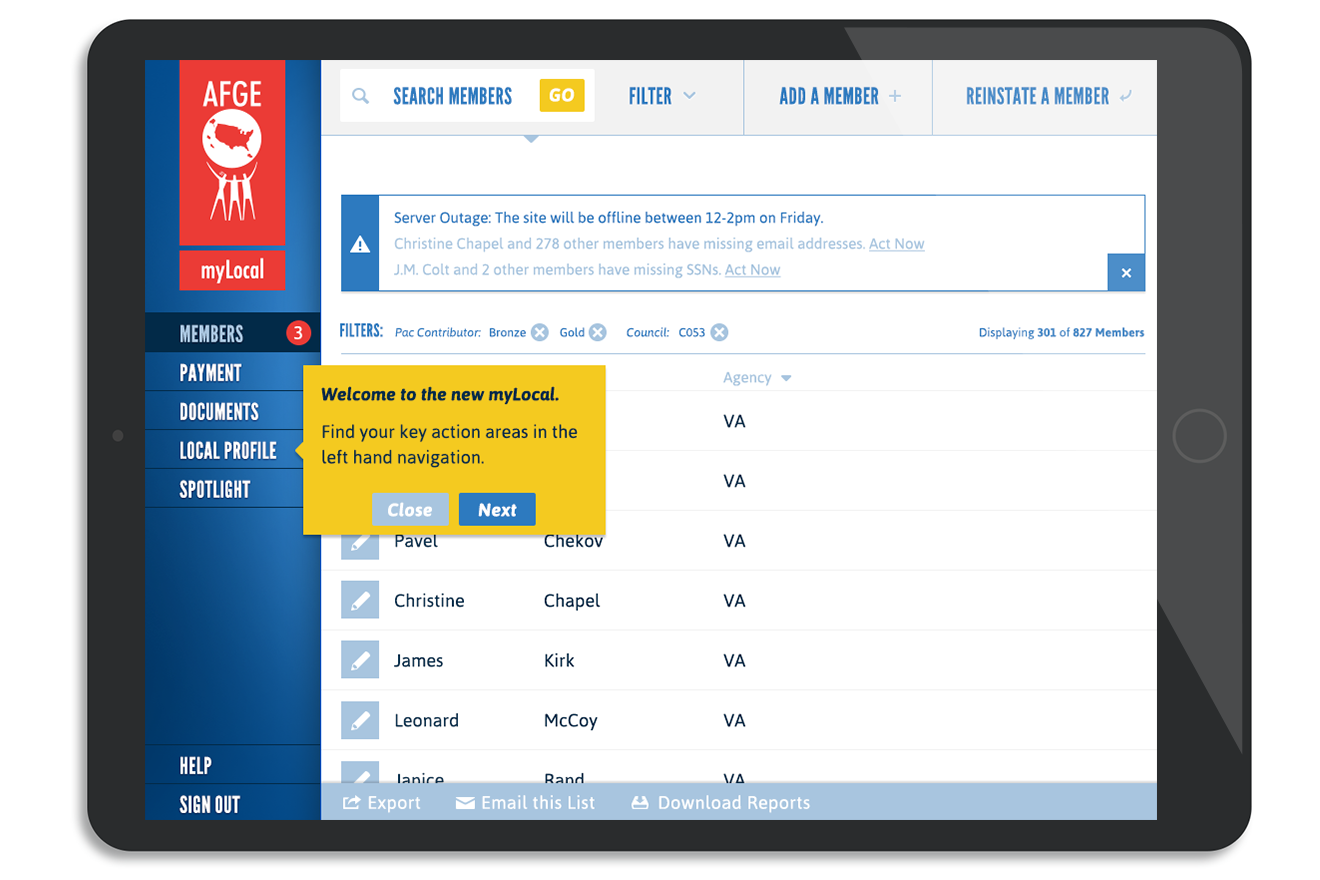 AFGE
myLocal
MEMBERS 3
PAYMENT
DOCUMENTS
LOCAL PROFILE
SPOTLIGHT
HELP
SIGN OUT
SEARCH MEMBERS GO FILTER ADD A MEMBER REINSTATE A MEMBER
Server Outage: The site will be offline between 12-2pm on Friday.
Christine Chapel and 278 other members have missing email addresses. Act Now
J.M. Colt and 2 other members have missing SSNs. Act Now
FILTERS: Pac Contributor: Bronze Gold Council: C053 Displaying 301 of 827 Members
Welcome to the new myLocal.
Find your key action areas in the
left hand navigation.
Close Next
Agency
VA
VA
Pavel Chekov VA
Christine Chapel VA
James Kirk VA
Leonard McCoy VA
Janice Rand VA
Export Email this List Download Reports